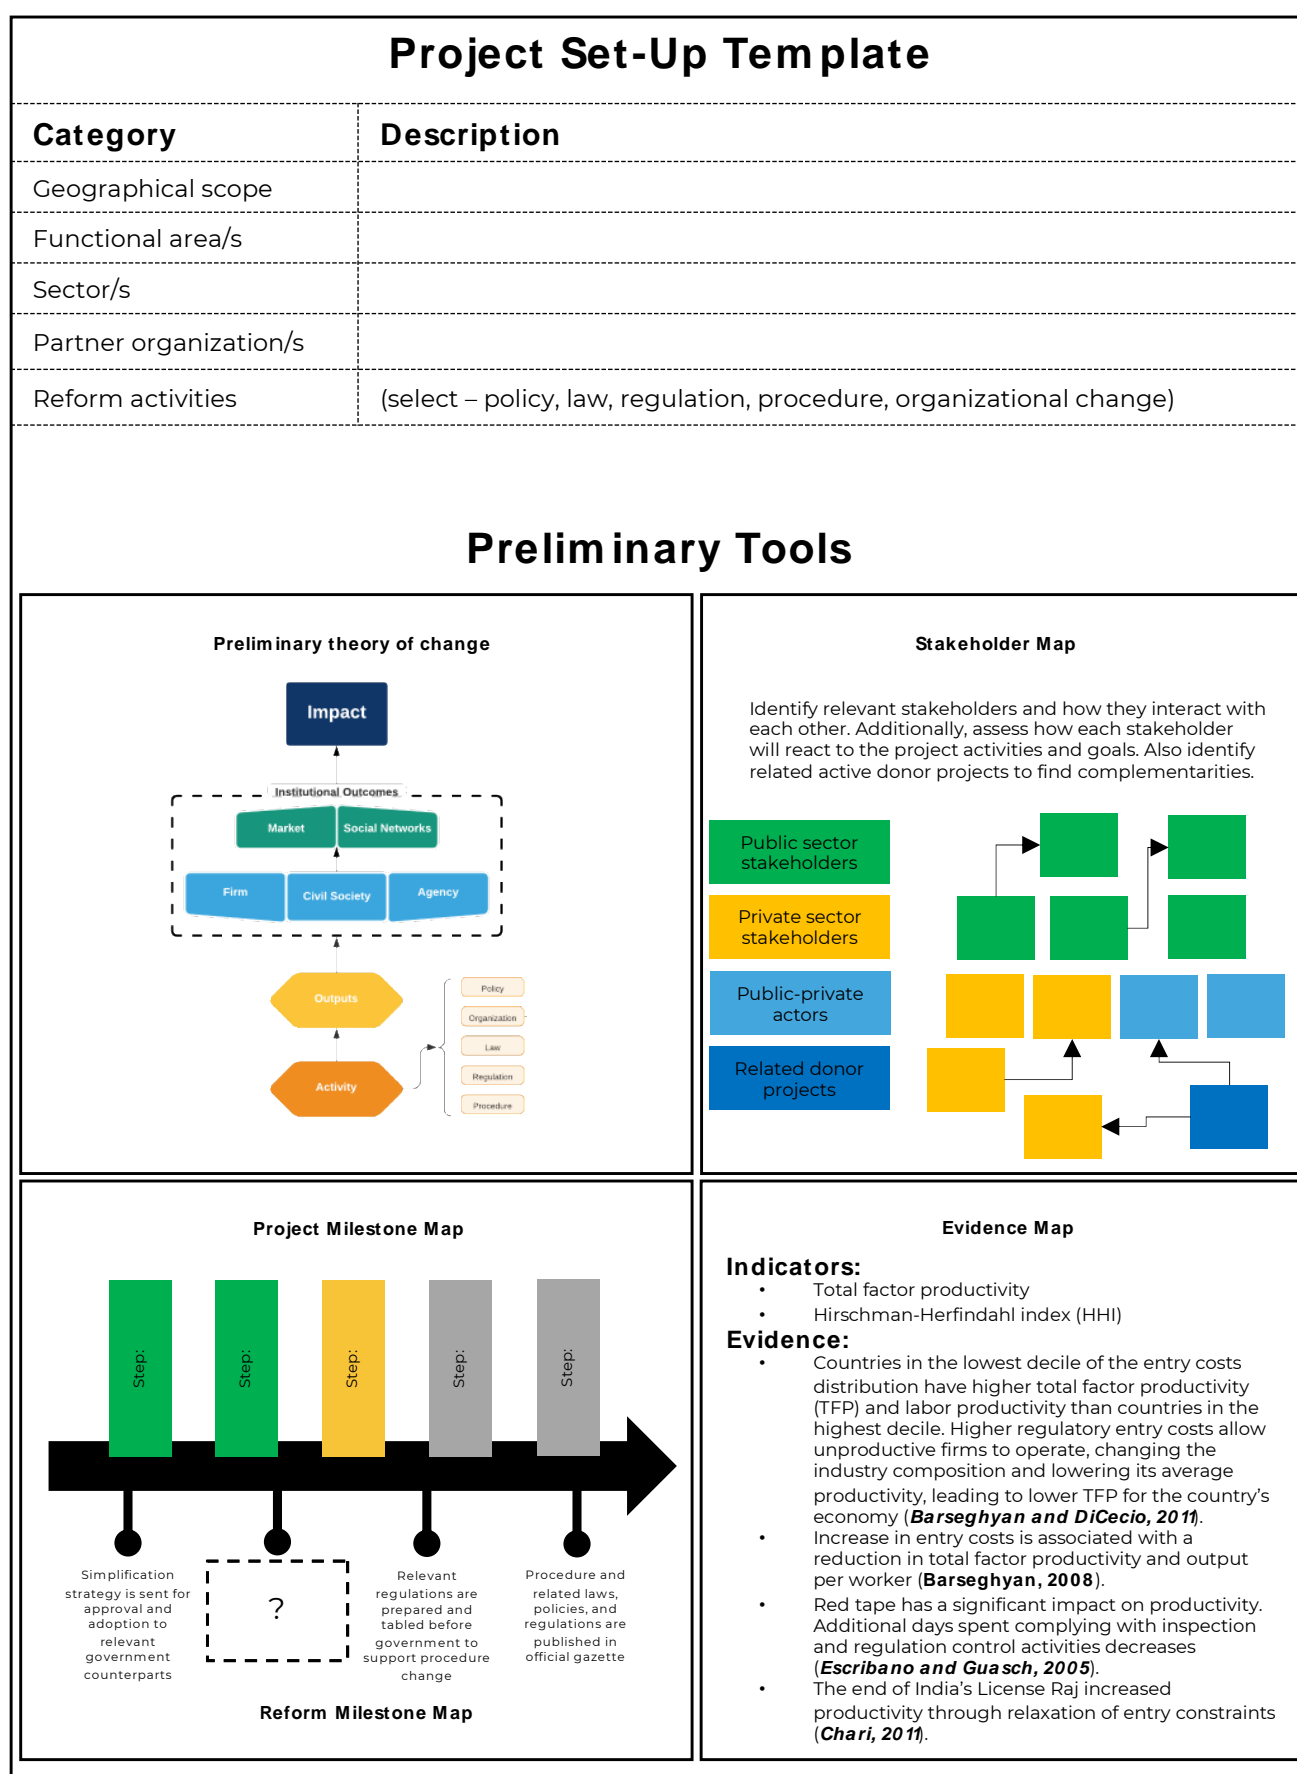 Project Set-Up Template
Category
Description
Geographical scope
Functional area/s
Sector/s
Partner organization/s
Reform activities
(select – policy, law, regulation, procedure, organizational change)
Preliminary Tools
Preliminary theory of change
Impact
Institutional Outcomes
Market
Social Networks
Firm
Civil Society
Agency
Outputs
Activity
Policy
Organization
Law
Regulation
Procedure
Stakeholder Map
Identify relevant stakeholders and how they interact with
each other. Additionally, assess how each stakeholder
will react to the project activities and goals. Also identify
related active donor projects to find complementarities.
Public sector
stakeholders
Private sector
stakeholders
Public-private
actors
Related donor
projects
Project Milestone Map
Step:
Step:
Step:
Step:
Step:
Simplification
strategy is sent for
approval and
adoption to
relevant
government
counterparts
?
Relevant
regulations are
prepared and
tabled before
government to
support procedure
change
Procedure and
related laws,
policies, and
regulations are
published in
official gazette
Reform Milestone Map
Evidence Map
Indicators:
• Total factor productivity
• Hirschman-Herfindahl index (HHI)
Evidence:
• Countries in the lowest decile of the entry costs
distribution have higher total factor productivity
(TFP) and labor productivity than countries in the
highest decile. Higher regulatory entry costs allow
unproductive firms to operate, changing the
industry composition and lowering its average
productivity, leading to lower TFP for the country's
economy (Barseghyan and DiCecio, 2011).
• Increase in entry costs is associated with a
reduction in total factor productivity and output
per worker (Barseghyan, 2008).
• Red tape has a significant impact on productivity.
Additional days spent complying with inspection
and regulation control activities decreases
(Escribano and Guasch, 2005).
• The end of India's License Raj increased
productivity through relaxation of entry constraints
(Chari, 2011).